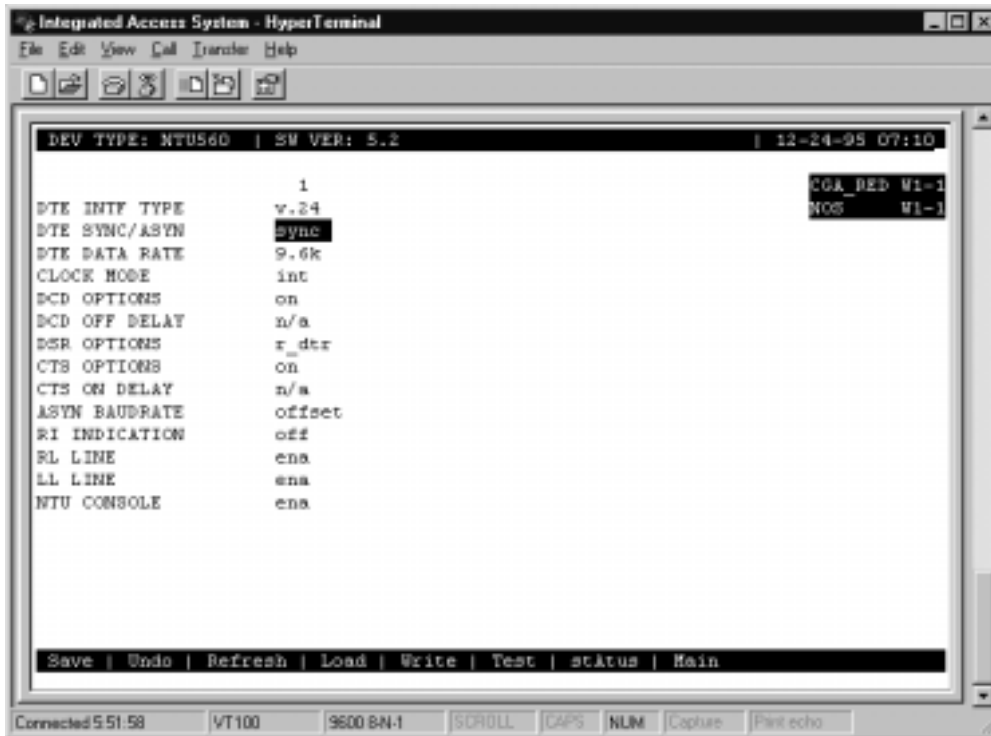 Integrated Access System - HyperTerminal
File Edit View Call Transfer Help
DEV TYPE: NTU560 | SW VER: 5.2 | 12-24-95 07:10
1 CGA_RED W1-1
DTE INTF TYPE v.24 NOS W1-1
DTE SYNC/ASYN sync
DTE DATA RATE 9.6k
CLOCK MODE int
DCD OPTIONS on
DCD OFF DELAY n/a
DSR OPTIONS r_dtr
CTS OPTIONS on
CTS ON DELAY n/a
ASYN BAUDRATE offset
RI INDICATION off
RL LINE ena
LL LINE ena
NTU CONSOLE ena
Save | Undo | Refresh | Load | Write | Test | stAtus | Main
Connected 5:51:58 VT100 9600 8-N-1 SCROLL CAPS NUM Capture Print echo